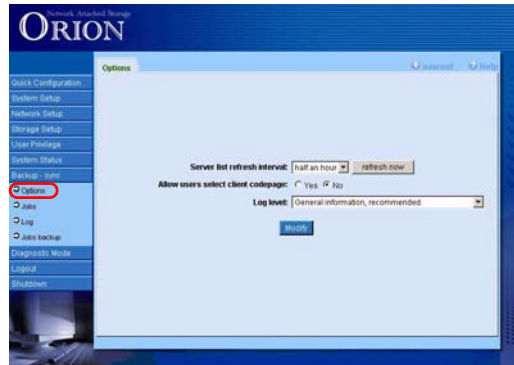 Network Attached Storage
ORION
Options
nasroot
Help
Quick Configuration
System Setup
Network Setup
Storage Setup
User Privilege
System Status
Backup - sync
Options
Jobs
Log
Jobs backup
Diagnostic Mode
Logout
Shutdown
Server list refresh interval: half an hour refresh now
Allow users select client codepage: Yes No
Log level: General information, recommended.
Modify